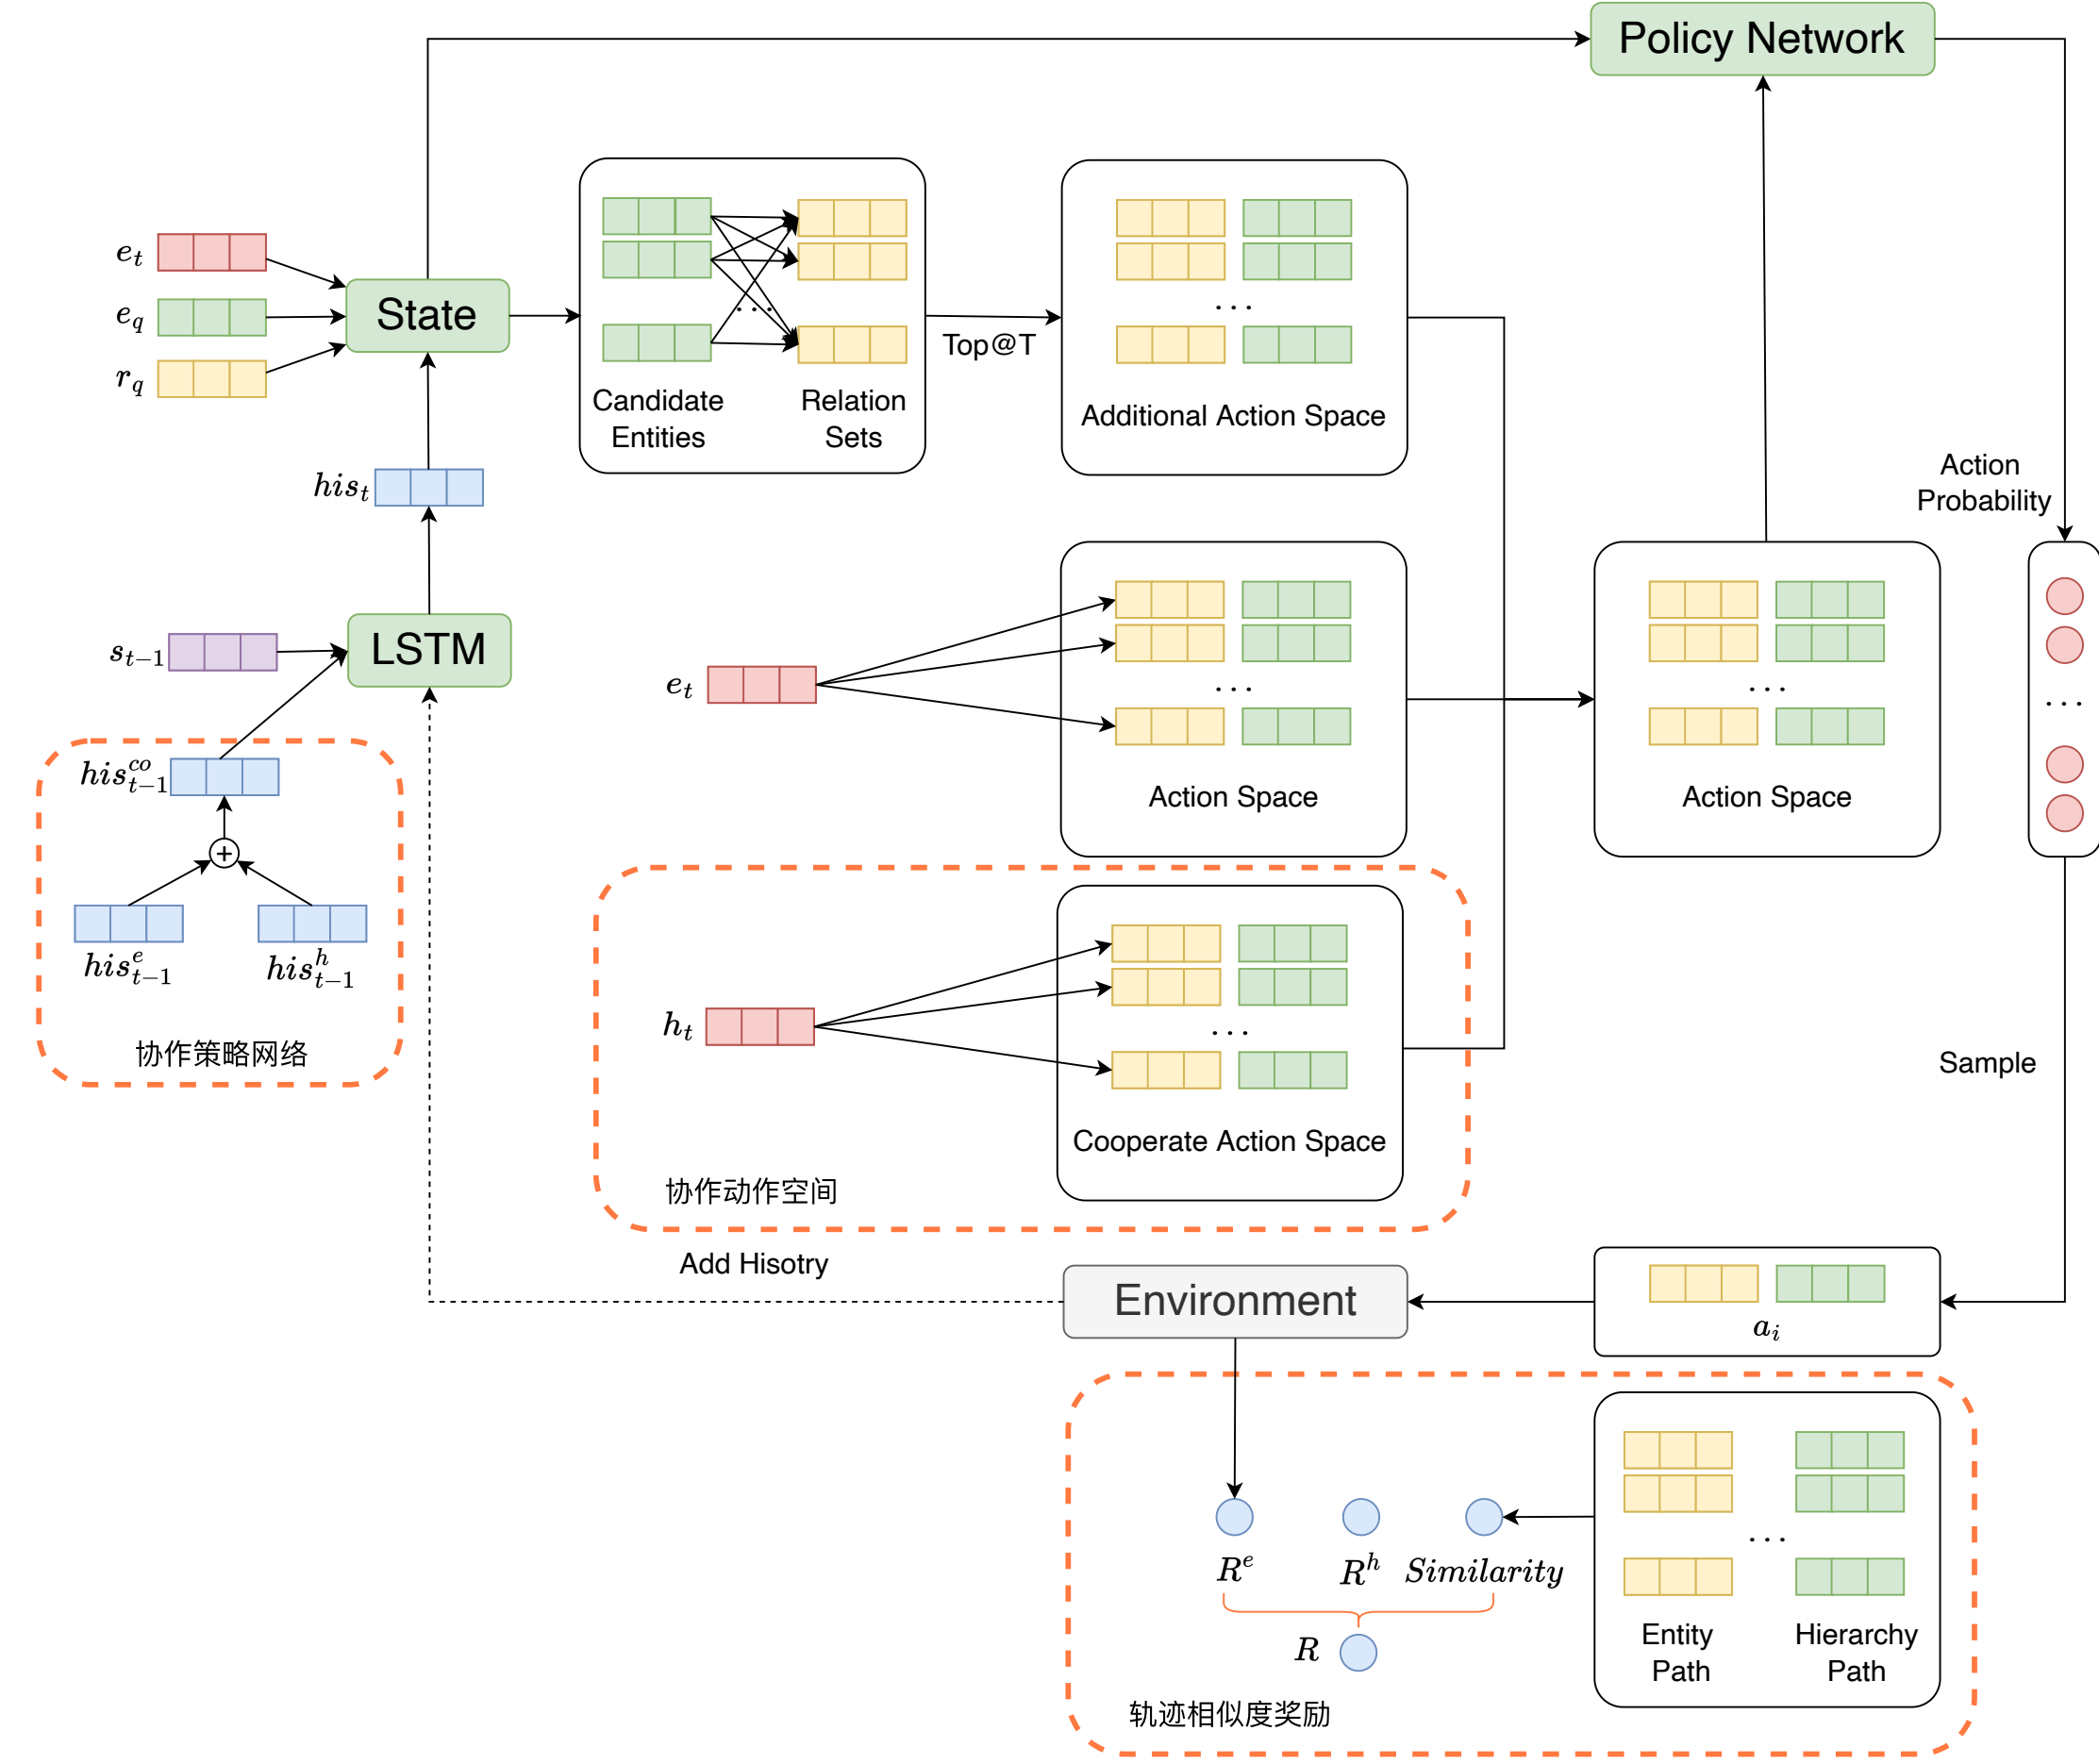 Policy Network
e_t
e_q
r_q
State
. . .
Candidate
Entities
Relation
Sets
Top@T
. . .
Additional Action Space
his_t
Action
Probability
s_{t-1}
LSTM
e_t
. . .
Action Space
. . .
Action Space
. . .
his^{co}_{t-1}
+
his^e_{t-1}
his^h_{t-1}
协作策略网络
h_t
. . .
Cooperate Action Space
协作动作空间
Sample
Add Hisotry
Environment
a_i
. . .
R^e
R^h
Similarity
R
Entity
Path
Hierarchy
Path
轨迹相似度奖励